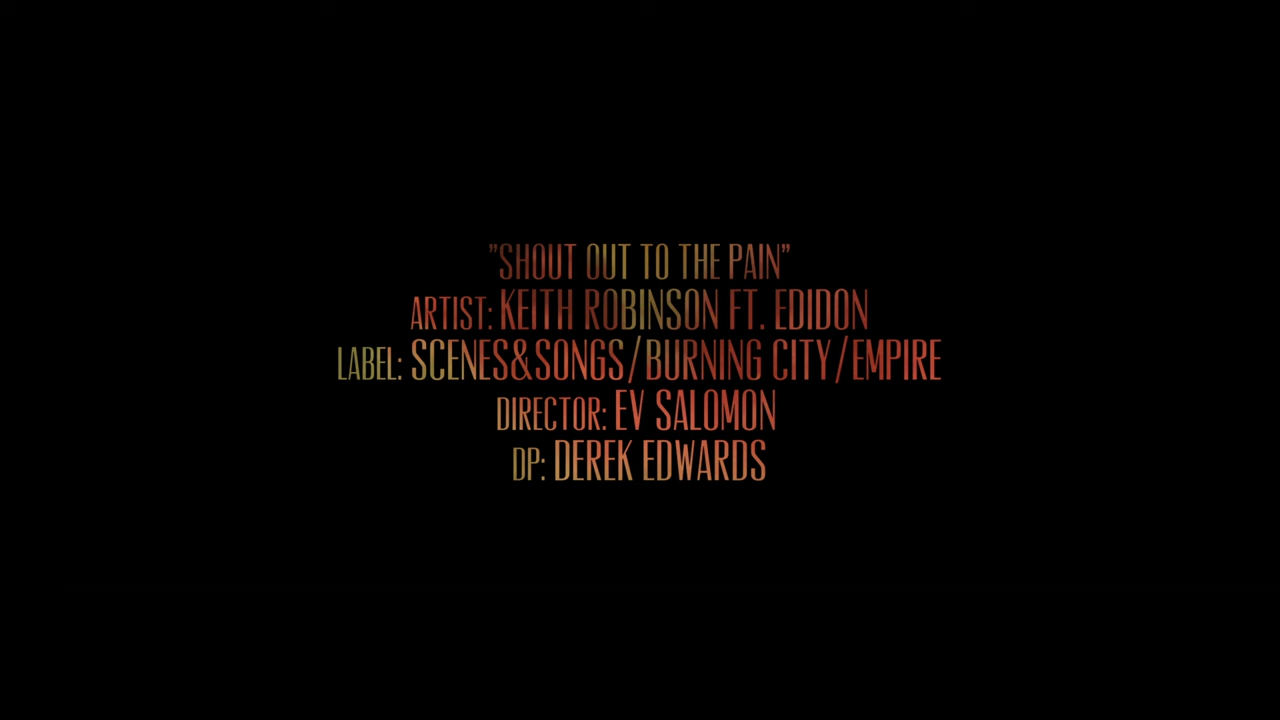 "SHOUT OUT TO THE PAIN"
ARTIST: KEITH ROBINSON FT. EDIDON
LABEL: SCENES&SONGS/BURNING CITY/EMPIRE
DIRECTOR: EV SALOMON
DP: DEREK EDWARDS